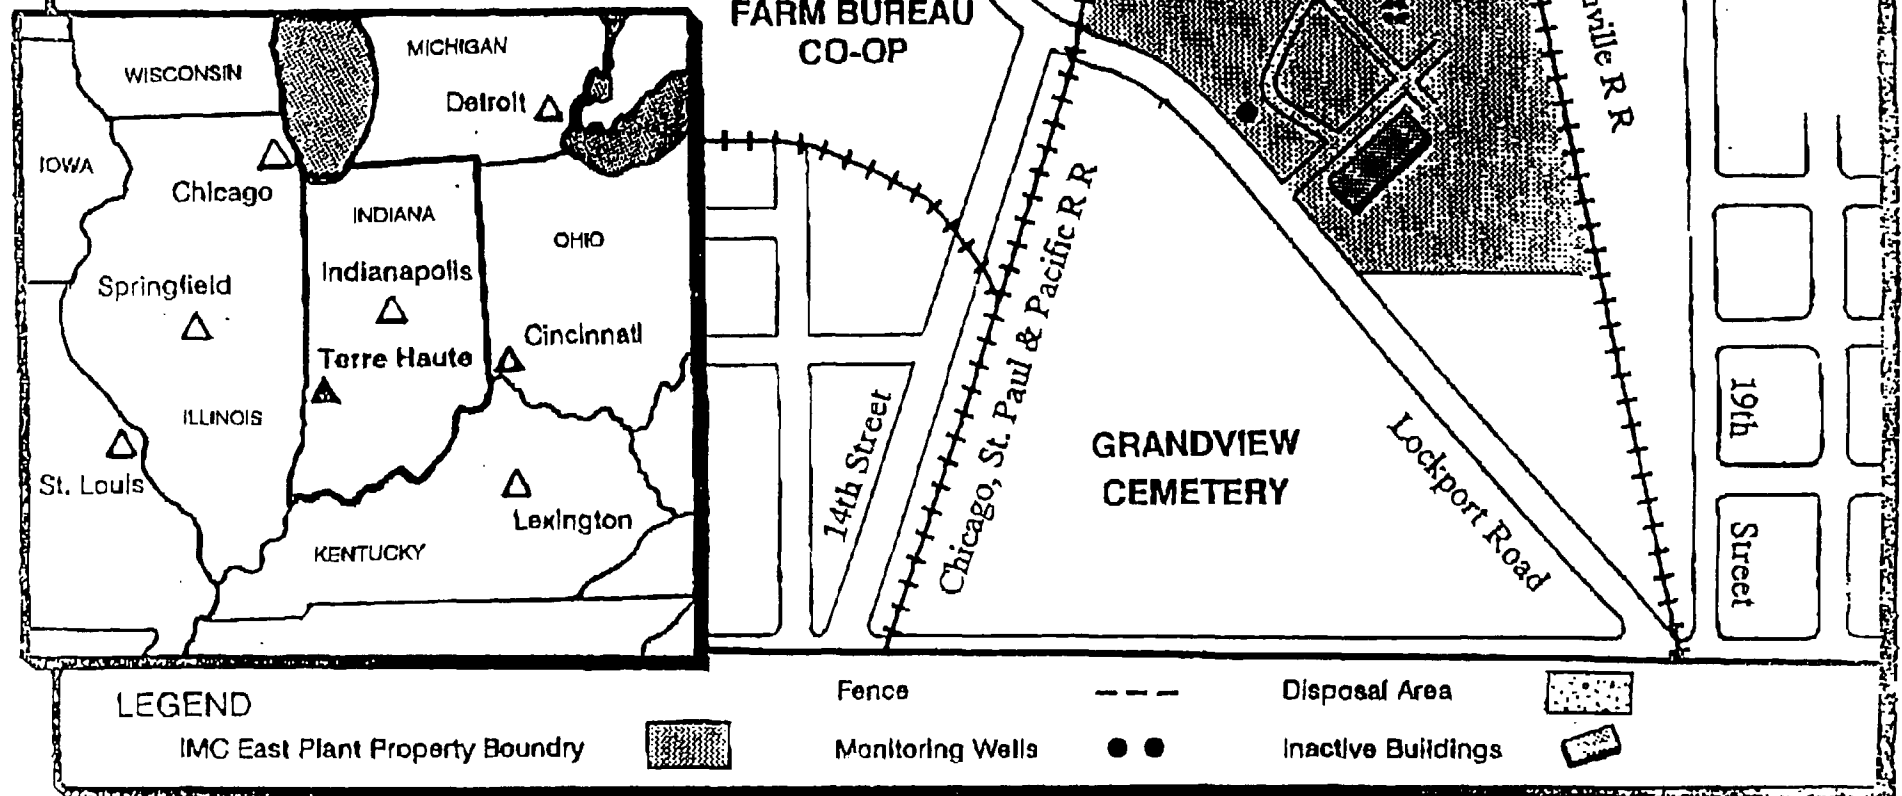 FARM BUREAU
CO-OP
MICHIGAN
WISCONSIN
Detroit
IOWA
Chicago
INDIANA
OHIO
Indianapolis
Springfield
Cincinnati
Terre Haute
ILLINOIS
St. Louis
Lexington
KENTUCKY
14th Street
Chicago, St. Paul & Pacific R R
GRANDVIEW
CEMETERY
Lockport Road
ville R R
19th
Street
LEGEND
IMC East Plant Property Boundry
Fence
Monitoring Wells
Disposal Area
Inactive Buildings